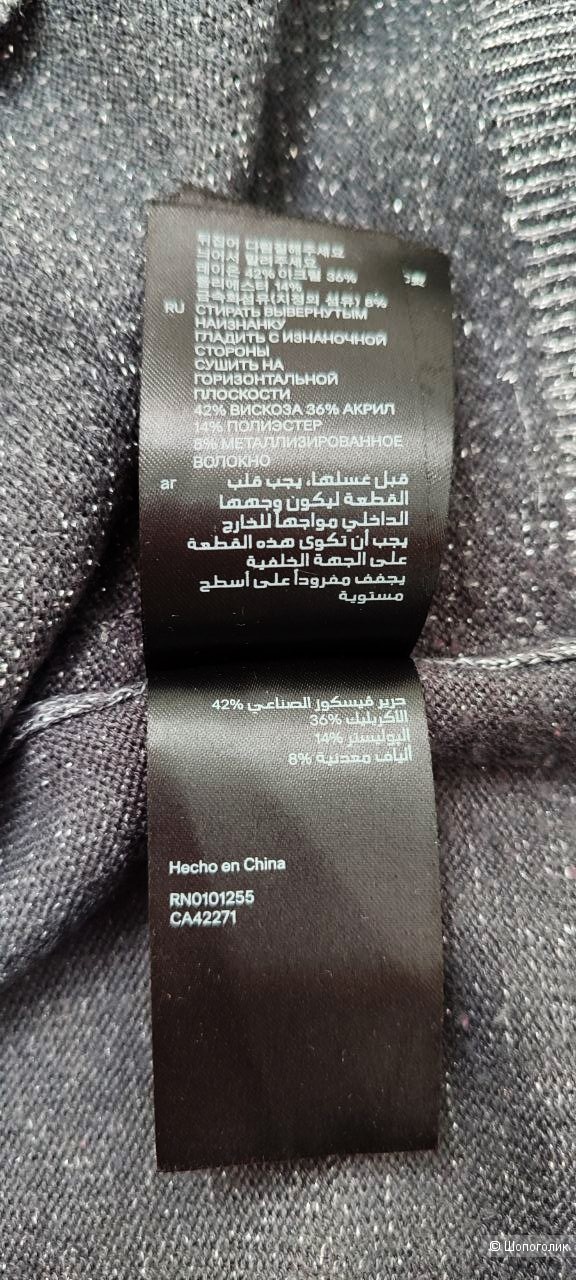 뒤집어 다림질해주세요
뉘어서 말려주세요
레이온 42% 아크릴 36%
폴리에스터 14%
금속화섬유(치장의 섬유) 8%
RU СТИРАТЬ ВЫВЕРНУТЫМ
НАИЗНАНКУ
ГЛАДИТЬ С ИЗНАНОЧНОЙ
СТОРОНЫ
СУШИТЬ НА
ГОРИЗОНТАЛЬНОЙ
ПЛОСКОСТИ
42% ВИСКОЗА 36% АКРИЛ
14% ПОЛИЭСТЕР
8% МЕТАЛЛИЗИРОВАННОЕ
ВОЛОКНО
ar قبل غسلها، يجب قلب
القطعة ليكون وجهها
الداخلي مواجهاً للخارج
يجب أن تكوى هذه القطعة
على الجهة الخلفية
يجفف مفروداً على أسطح
مستوية
حرير ڤيسكوز الصناعي 42%
الأكريليك 36%
البوليستر 14%
ألياف معدنية 8%
Hecho en China
RN0101255
CA42271
© Шопоголик